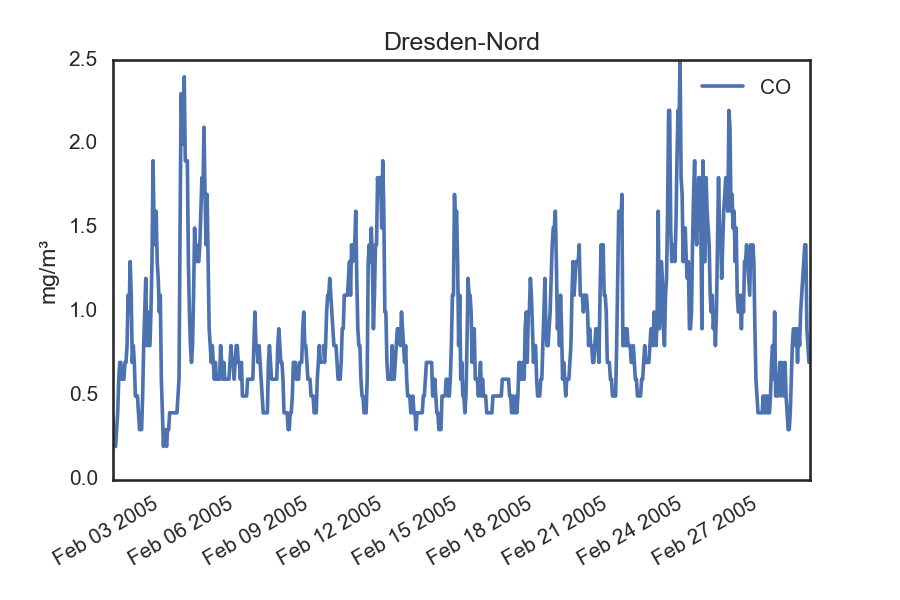 Dresden-Nord
CO
mg/m³
2.5
2.0
1.5
1.0
0.5
0.0
Feb 03 2005
Feb 06 2005
Feb 09 2005
Feb 12 2005
Feb 15 2005
Feb 18 2005
Feb 21 2005
Feb 24 2005
Feb 27 2005